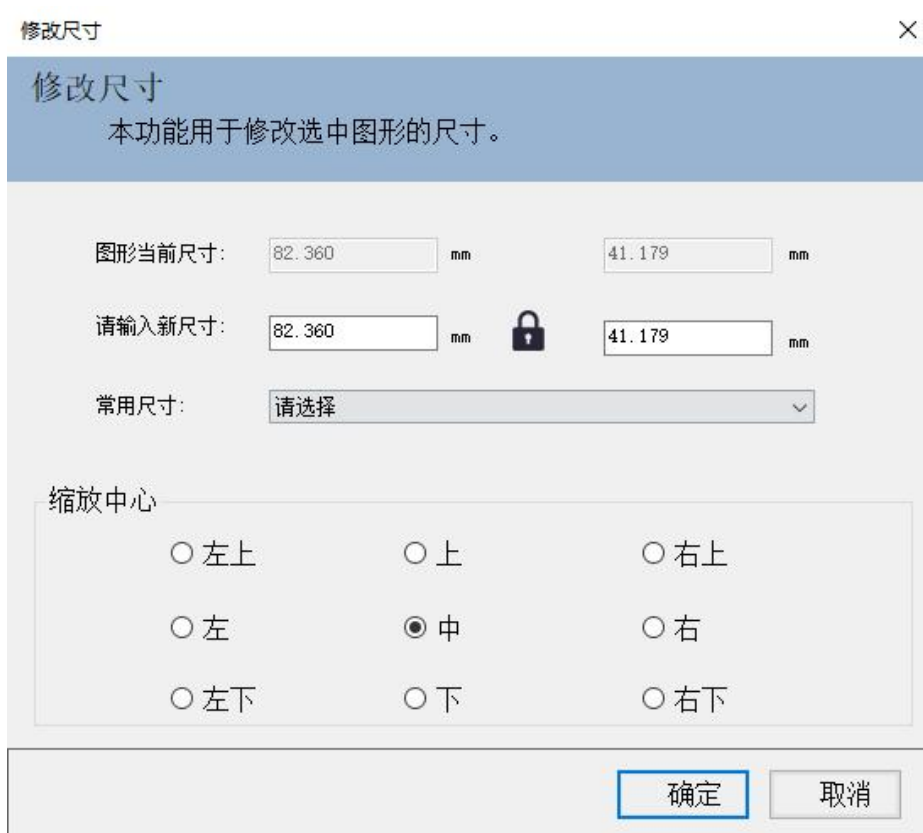 修改尺寸
修改尺寸
本功能用于修改选中图形的尺寸。
图形当前尺寸: 82.360 mm 41.179 mm
请输入新尺寸: 82.360 mm 41.179 mm
常用尺寸: 请选择
缩放中心
左上 上 右上
左 中 右
左下 下 右下
确定 取消